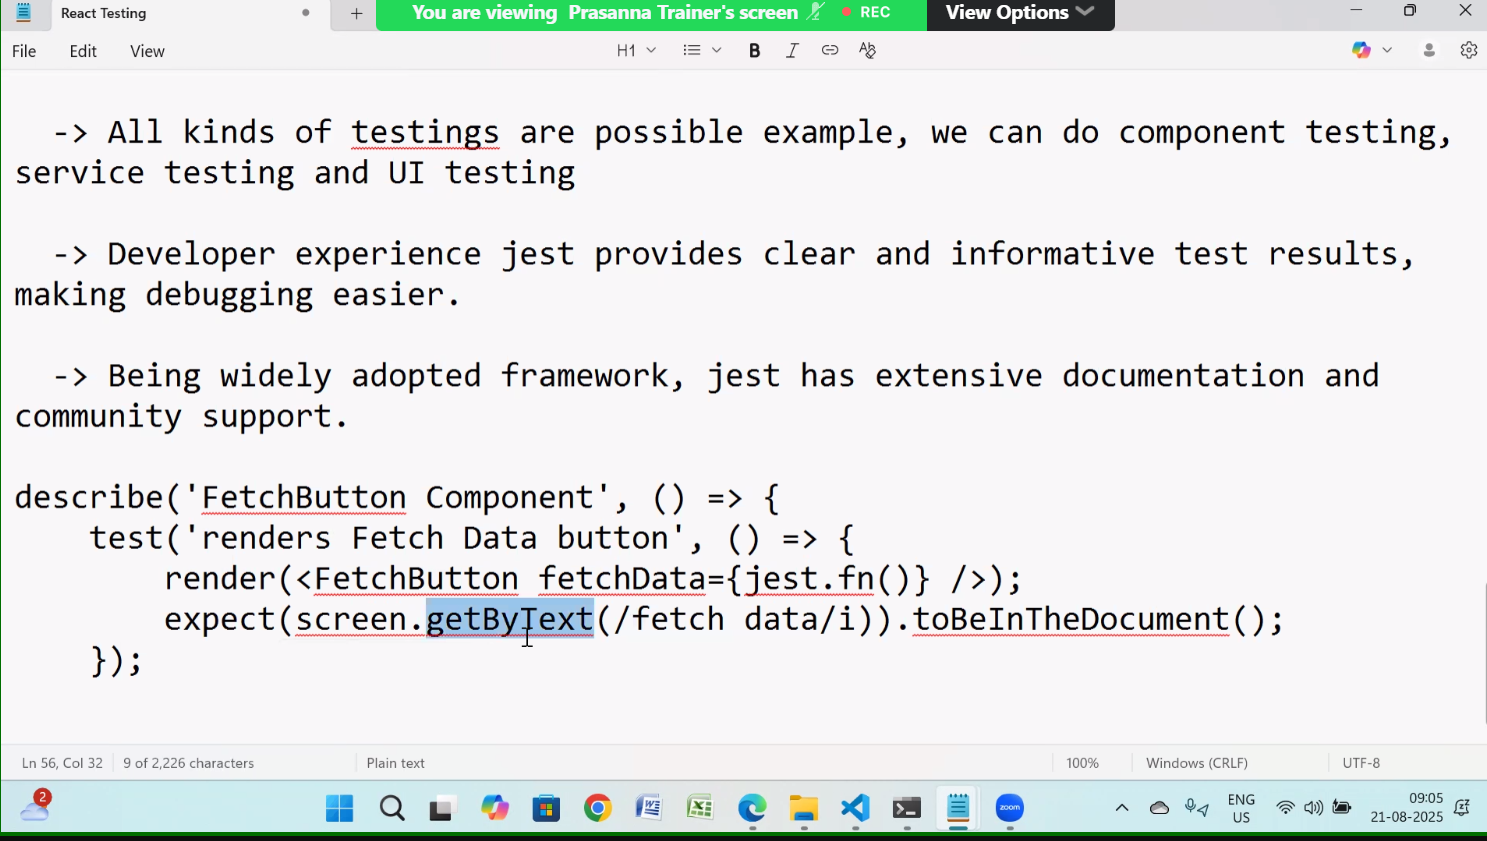 React Testing
You are viewing Prasanna Trainer's screen
REC
View Options
File Edit View
H1
B I
-> All kinds of testings are possible example, we can do component testing,
service testing and UI testing
-> Developer experience jest provides clear and informative test results,
making debugging easier.
-> Being widely adopted framework, jest has extensive documentation and
community support.
describe('FetchButton Component', () => {
test('renders Fetch Data button', () => {
render(<FetchButton fetchData={jest.fn()} />);
expect(screen.getByText(/fetch data/i)).toBeInTheDocument();
});
Ln 56, Col 32 9 of 2,226 characters Plain text 100% Windows (CRLF) UTF-8
2
zoom
ENG
US
09:05
21-08-2025